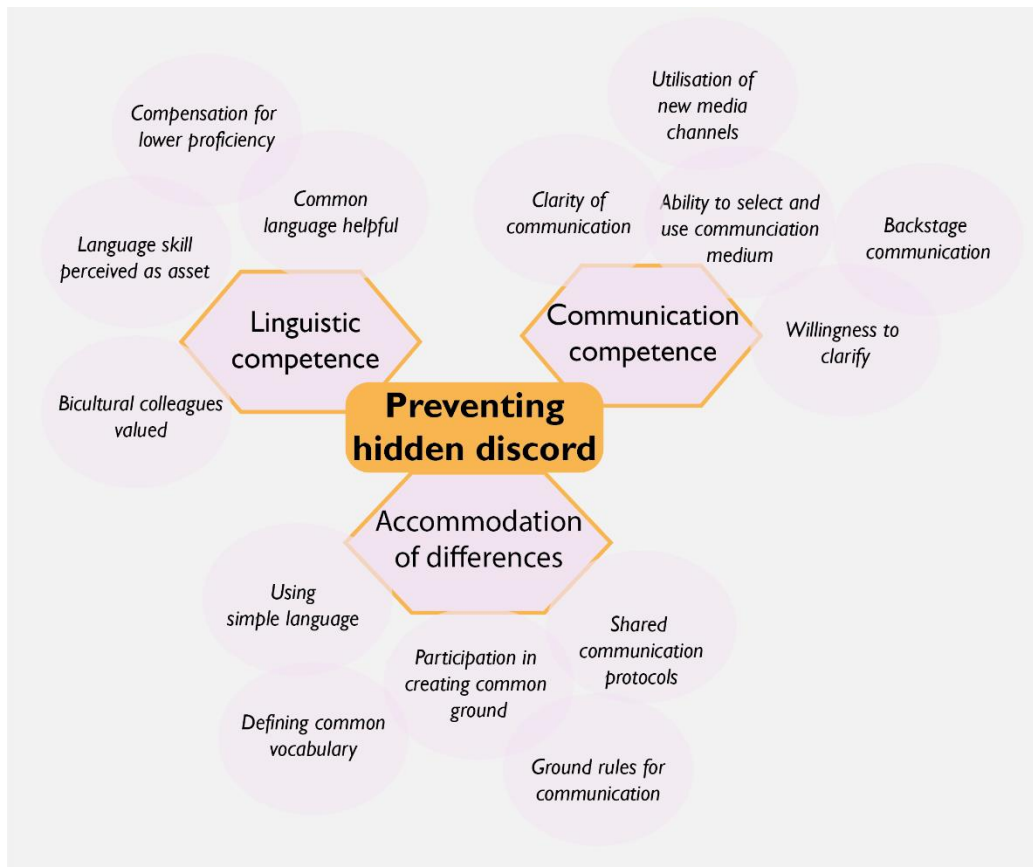 Compensation for
lower proficiency
Common
language helpful
Language skill
perceived as asset
Bicultural colleagues
valued
Linguistic
competence
Utilisation of
new media
channels
Clarity of
communication
Ability to select and
use communciation
medium
Backstage
communication
Willingness to
clarify
Communication
competence
Preventing
hidden discord
Accommodation
of differences
Using
simple language
Defining common
vocabulary
Participation in
creating common
ground
Shared
communication
protocols
Ground rules for
communication